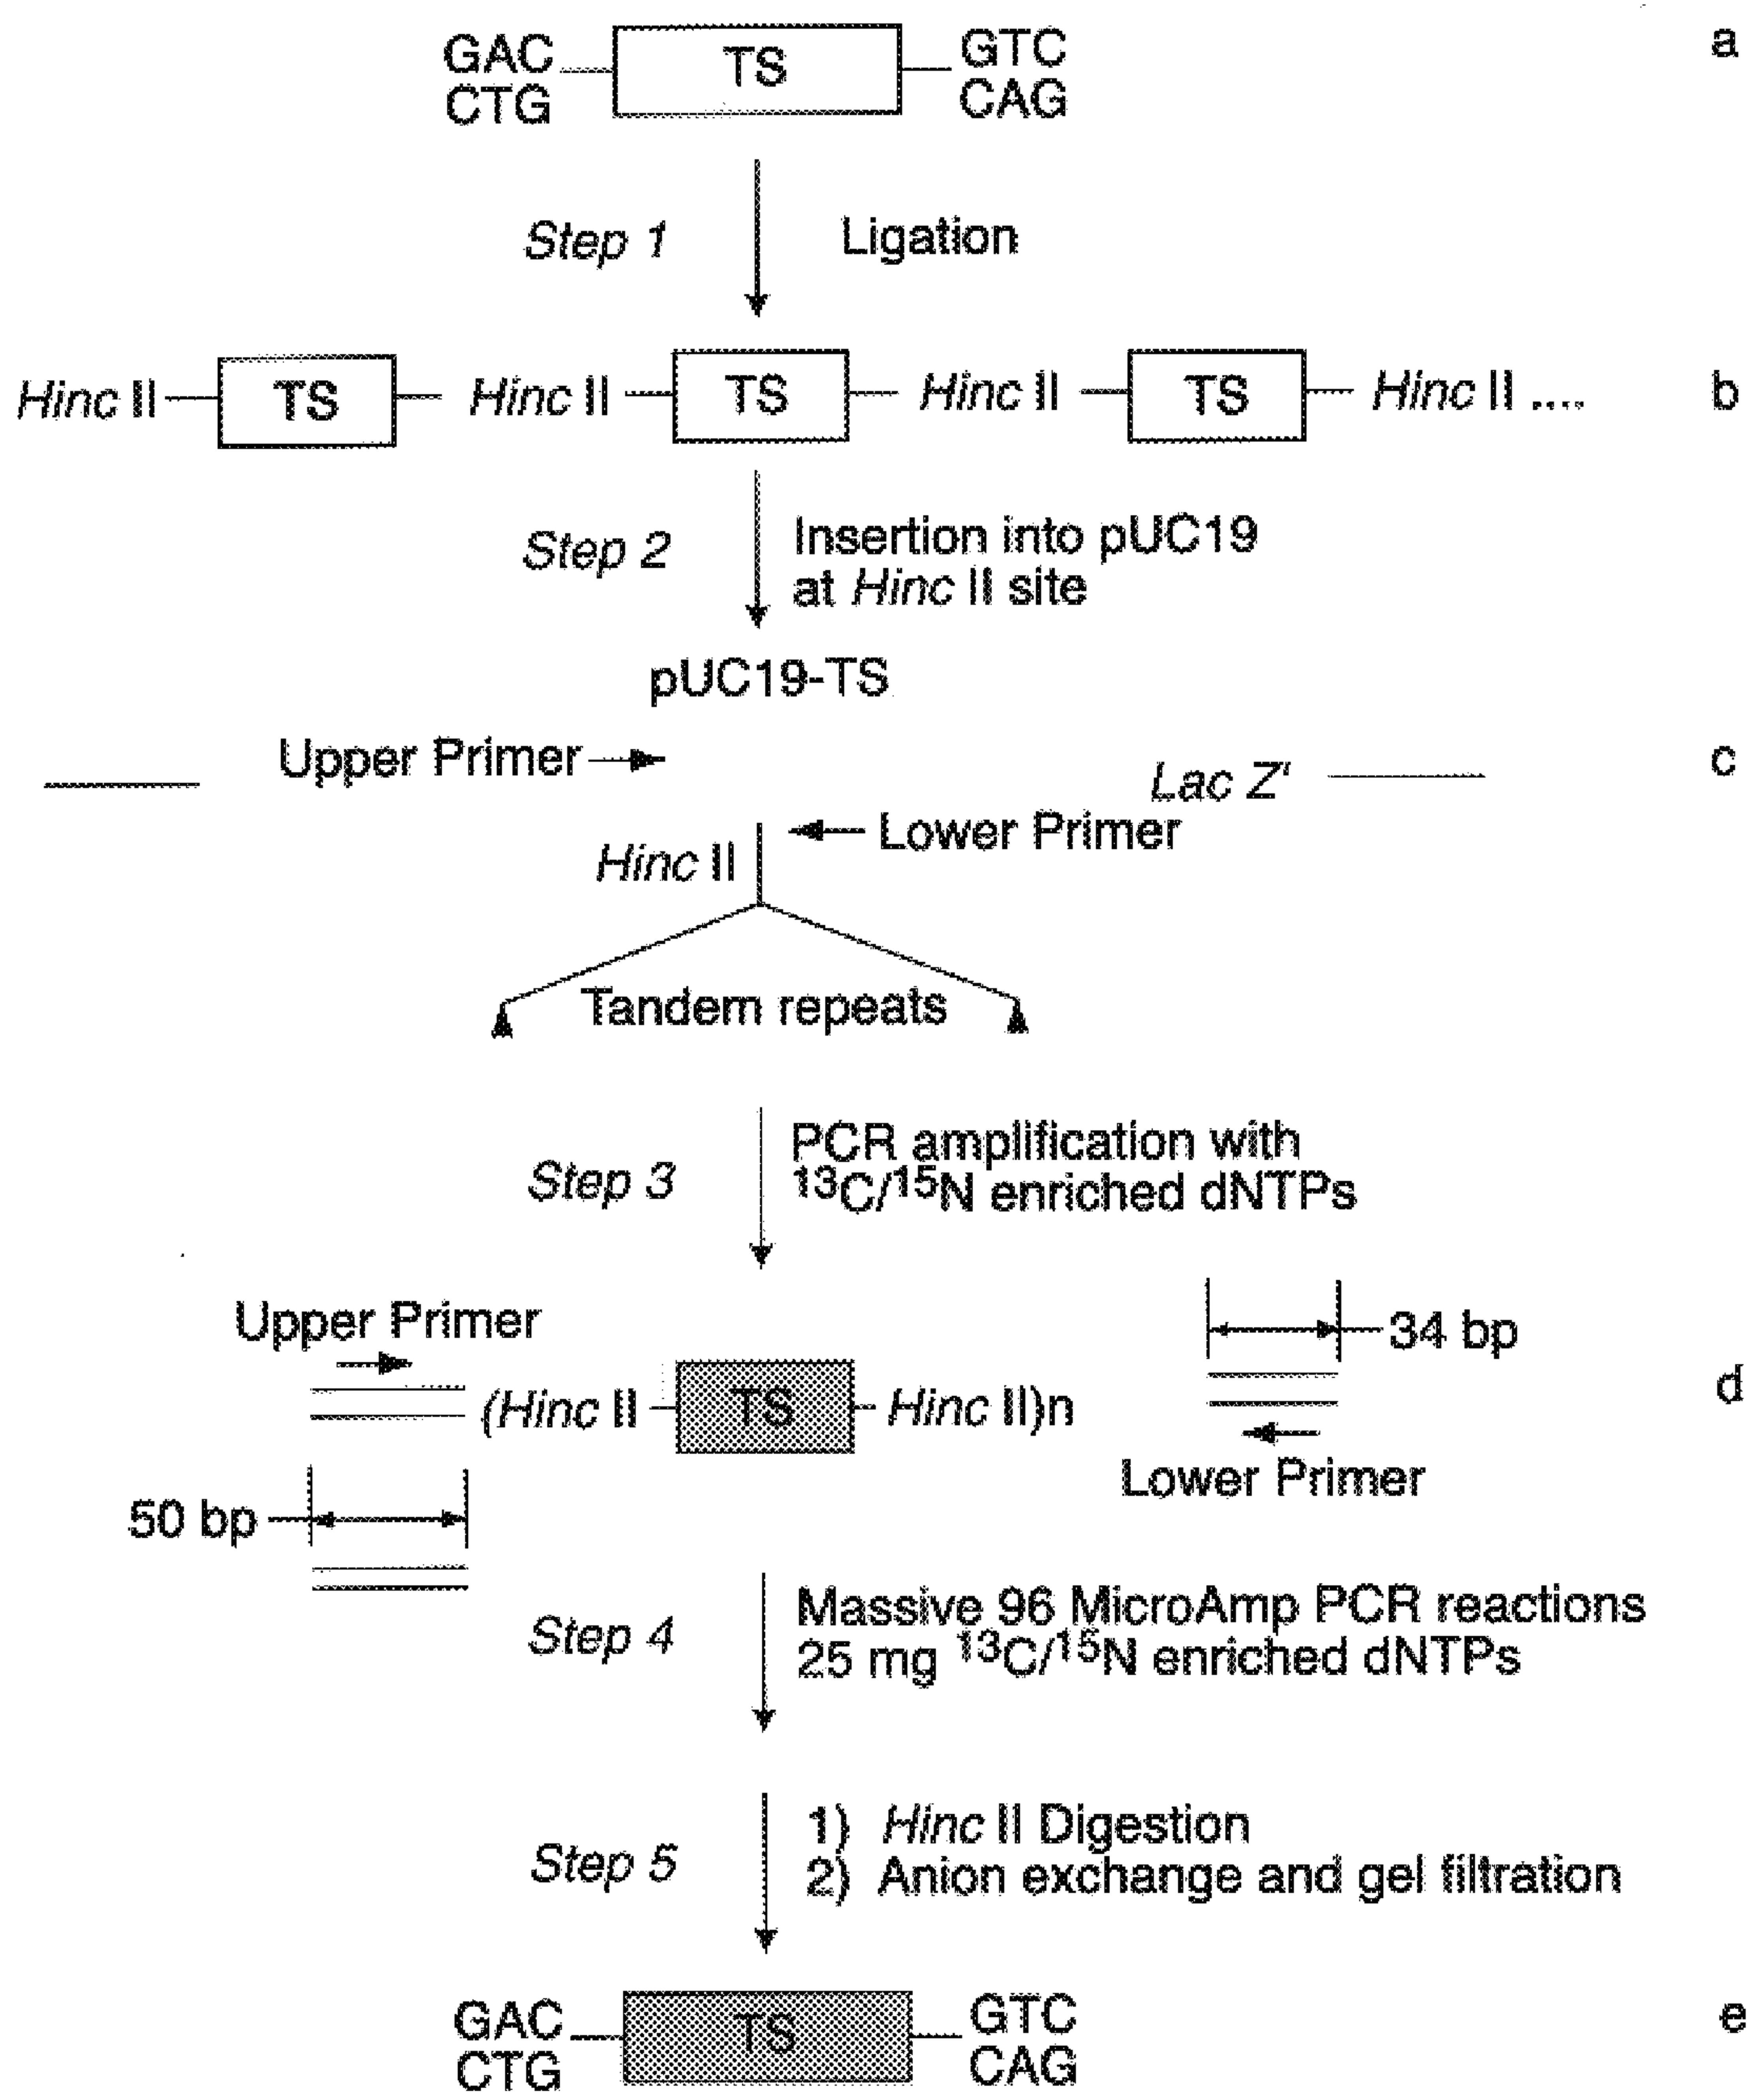 GAC TS GTC a
CTG CAG
Step 1 Ligation
Hinc II TS Hinc II TS Hinc II TS Hinc II .... b
Step 2 Insertion into pUC19
at Hinc II site
pUC19-TS
Upper Primer Lac Z' c
Lower Primer
Hinc II
Tandem repeats
Step 3 PCR amplification with
13C/15N enriched dNTPs
Upper Primer 34 bp
(Hinc II TS Hinc II)n d
Lower Primer
50 bp
Step 4 Massive 96 MicroAmp PCR reactions
25 mg 13C/15N enriched dNTPs
Step 5 1) Hinc II Digestion
2) Anion exchange and gel filtration
GAC TS GTC e
CTG CAG